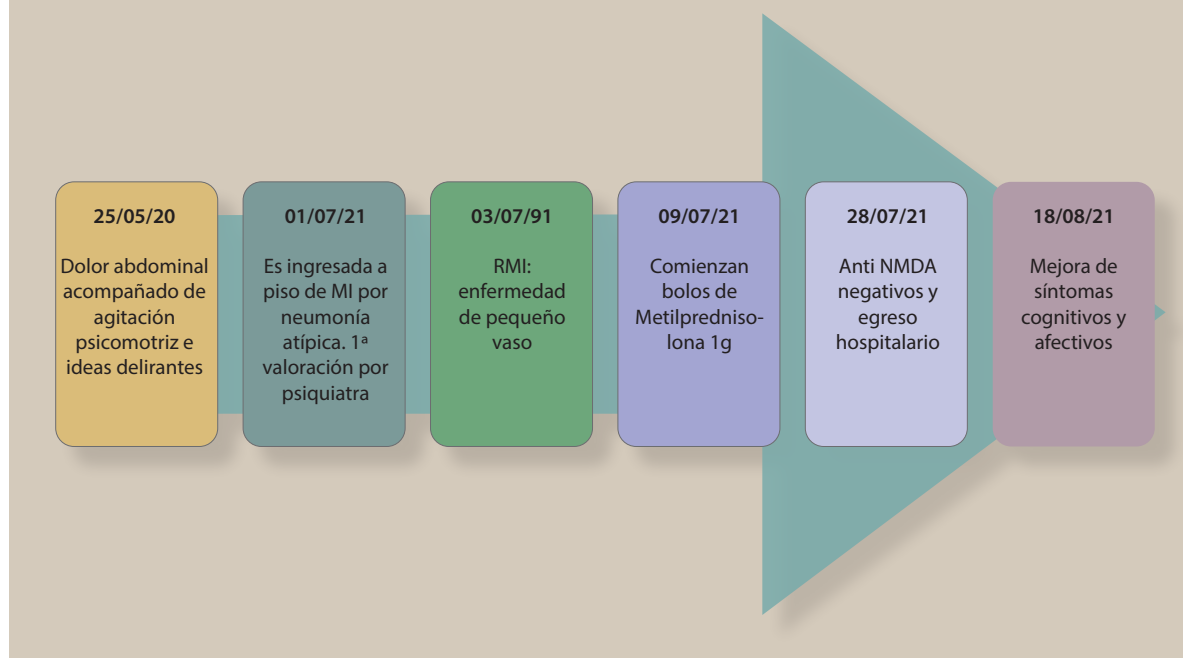 25/05/20
Dolor abdominal
acompañado de
agitación
psicomotriz e
ideas delirantes
01/07/21
Es ingresada a
piso de MI por
neumonía
atípica. 1ª
valoración por
psiquiatra
03/07/91
RMI:
enfermedad
de pequeño
vaso
09/07/21
Comienzan
bolos de
Metilpredniso-
lona 1g
28/07/21
Anti NMDA
negativos y
egreso
hospitalario
18/08/21
Mejora de
síntomas
cognitivos y
afectivos